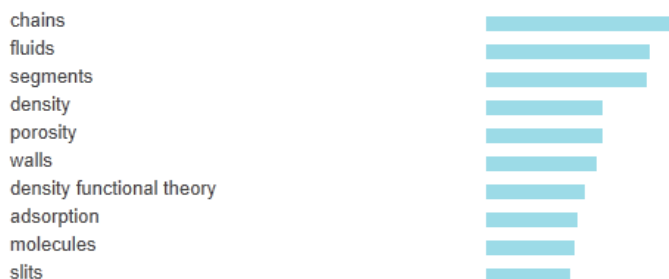 chains
fluids
segments
density
porosity
walls
density functional theory
adsorption
molecules
slits